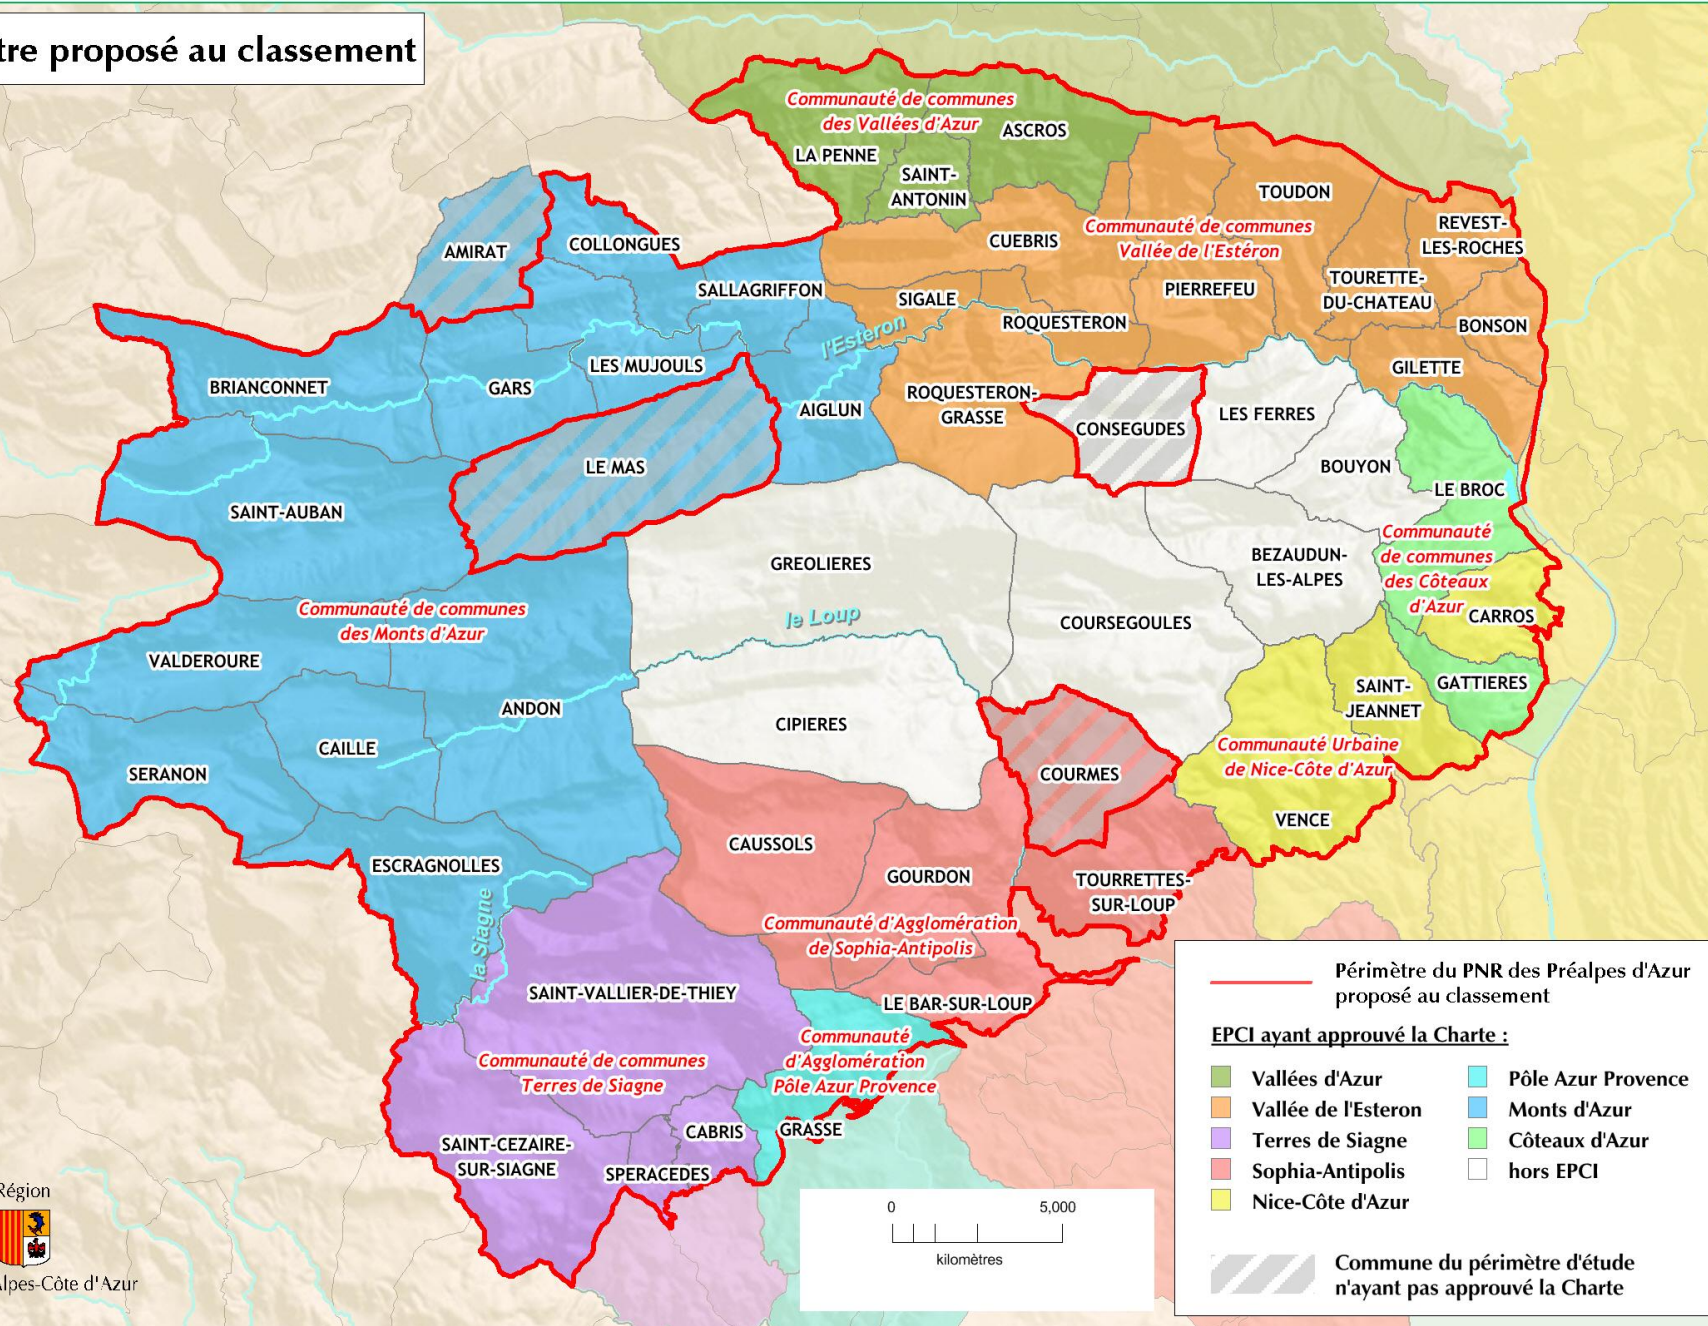 tre proposé au classement
Communauté de communes
des Vallées d'Azur
ASCROS
LA PENNE
SAINT-
ANTONIN
TOUDON
AMIRAT
COLLONGUES
CUEBRIS
Communauté de communes
Vallée de l'Estéron
REVEST-
LES-ROCHES
SALLAGRIFFON
SIGALE
PIERREFEU
TOURETTE-
DU-CHATEAU
ROQUESTERON
BONSON
l'Esteron
BRIANCONNET
GARS
LES MUJOULS
GILETTE
AIGLUN
ROQUESTERON-
GRASSE
CONSEGUDES
LES FERRES
LE MAS
BOUYON
LE BROC
SAINT-AUBAN
Communauté
de communes
des Côteaux
d'Azur
GREOLIERES
BEZAUDUN-
LES-ALPES
CARROS
Communauté de communes
des Monts d'Azur
le Loup
COURSEGOULES
VALDEROURE
SAINT-
JEANNET
GATTIERES
ANDON
CIPIERES
CAILLE
SERANON
COURMES
Communauté Urbaine
de Nice-Côte d'Azur
VENCE
CAUSSOLS
ESCRAGNOLLES
GOURDON
TOURRETTES-
SUR-LOUP
la Siagne
Communauté d'Agglomération
de Sophia-Antipolis
SAINT-VALLIER-DE-THIEY
LE BAR-SUR-LOUP
Communauté
d'Agglomération
Pôle Azur Provence
Communauté de communes
Terres de Siagne
GRASSE
CABRIS
SAINT-CEZAIRE-
SUR-SIAGNE
SPERACEDES
Périmètre du PNR des Préalpes d'Azur
proposé au classement
EPCI ayant approuvé la Charte :
Vallées d'Azur
Vallée de l'Esteron
Terres de Siagne
Sophia-Antipolis
Nice-Côte d'Azur
Pôle Azur Provence
Monts d'Azur
Côteaux d'Azur
hors EPCI
Commune du périmètre d'étude
n'ayant pas approuvé la Charte
0 5,000
kilomètres
Région
Alpes-Côte d'Azur